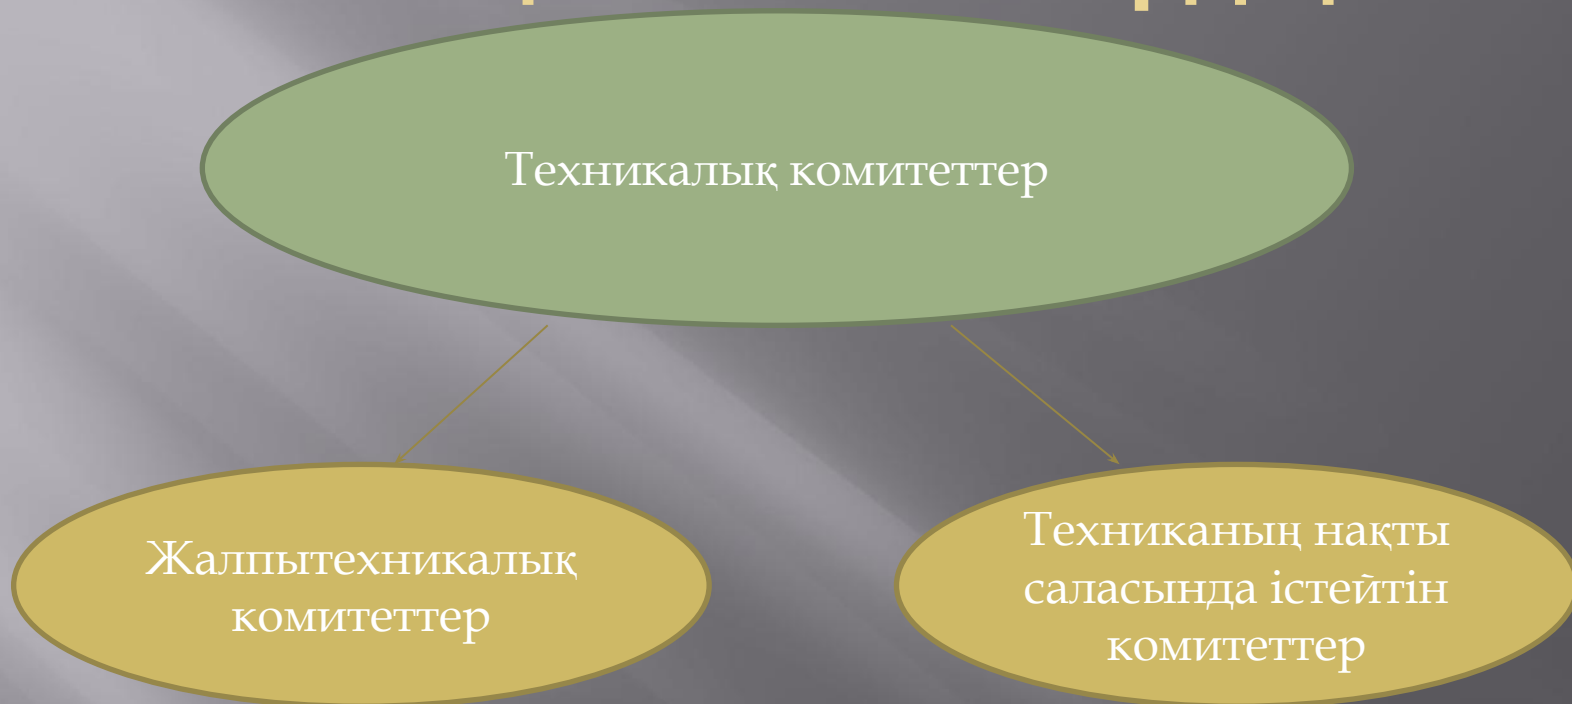 Техникалық комитеттер
Жалпытехникалық
комитеттер
Техниканың нақты
саласында істейтін
комитеттер